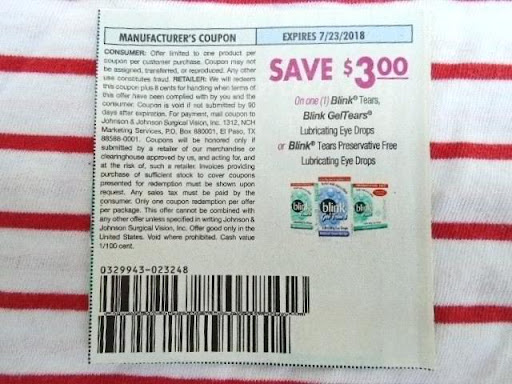 MANUFACTURER'S COUPON
EXPIRES 7/23/2018
CONSUMER: Offer limited to one product per
coupon per customer purchase. Coupon may not
be assigned, transferred, or reproduced. Any other
use constitutes fraud. RETAILER: We will redeem
this coupon plus 8 cents for handling when terms of
this offer have been complied with by you and the
consumer. Coupon is void if not submitted by 90
days after expiration. For payment, mail coupon to
Johnson & Johnson Surgical Vision, Inc. 1312, NCH
Marketing Services, P.O. Box 880001, El Paso, TX
88588-0001. Coupons will be honored only if
submitted by a retailer of our merchandise or
clearinghouse approved by us, and acting for, and
at the risk of, such a retailer. Invoices providing
purchase of sufficient stock to cover coupons
presented for redemption must be shown upon
request. Any sales tax must be paid by the
consumer. Only one coupon redemption per offer
per package. This offer cannot be combined with
any other offer unless specified in writing Johnson &
Johnson Surgical Vision, Inc. Offer good only in the
United States. Void where prohibited. Cash value
1/100 cent.
0329943-023248
SAVE $3.00
On one (1) Blink® Tears,
Blink GelTears®
Lubricating Eye Drops
or Blink® Tears Preservative Free
Lubricating Eye Drops
blink
blink
Gel Tears
blink